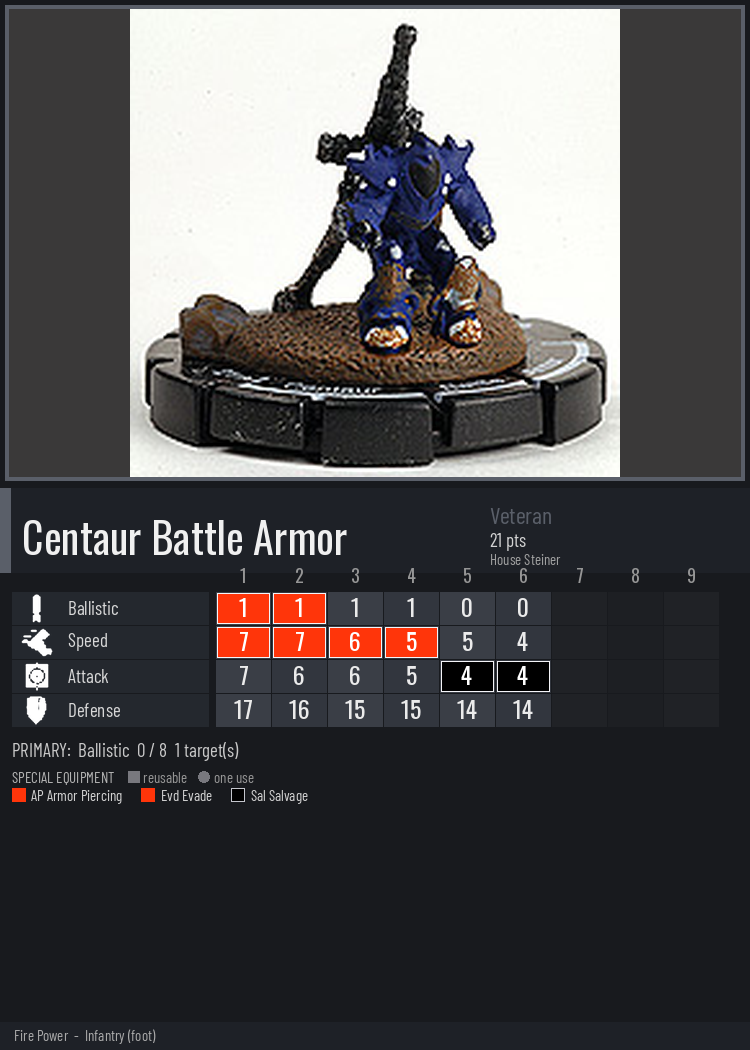 Centaur Battle Armor
Veteran
21 pts
House Steiner
1 2 3 4 5 6 7 8 9
Ballistic 1 1 1 1 0 0
Speed 7 7 6 5 5 4
Attack 7 6 6 5 4 4
Defense 17 16 15 15 14 14
PRIMARY: Ballistic 0 / 8 1 target(s)
SPECIAL EQUIPMENT reusable one use
AP Armor Piercing Evd Evade Sal Salvage
Fire Power - Infantry (foot)